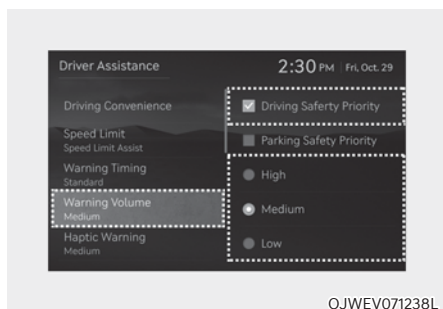 Driver Assistance
2:30 PM Fri, Oct. 29
Driving Convenience
Speed Limit
Speed Limit Assist
Warning Timing
Standard
Warning Volume
Medium
Haptic Warning
Medium
Driving Saferty Priority
Parking Safety Priority
High
Medium
Low
OJWEV071238L